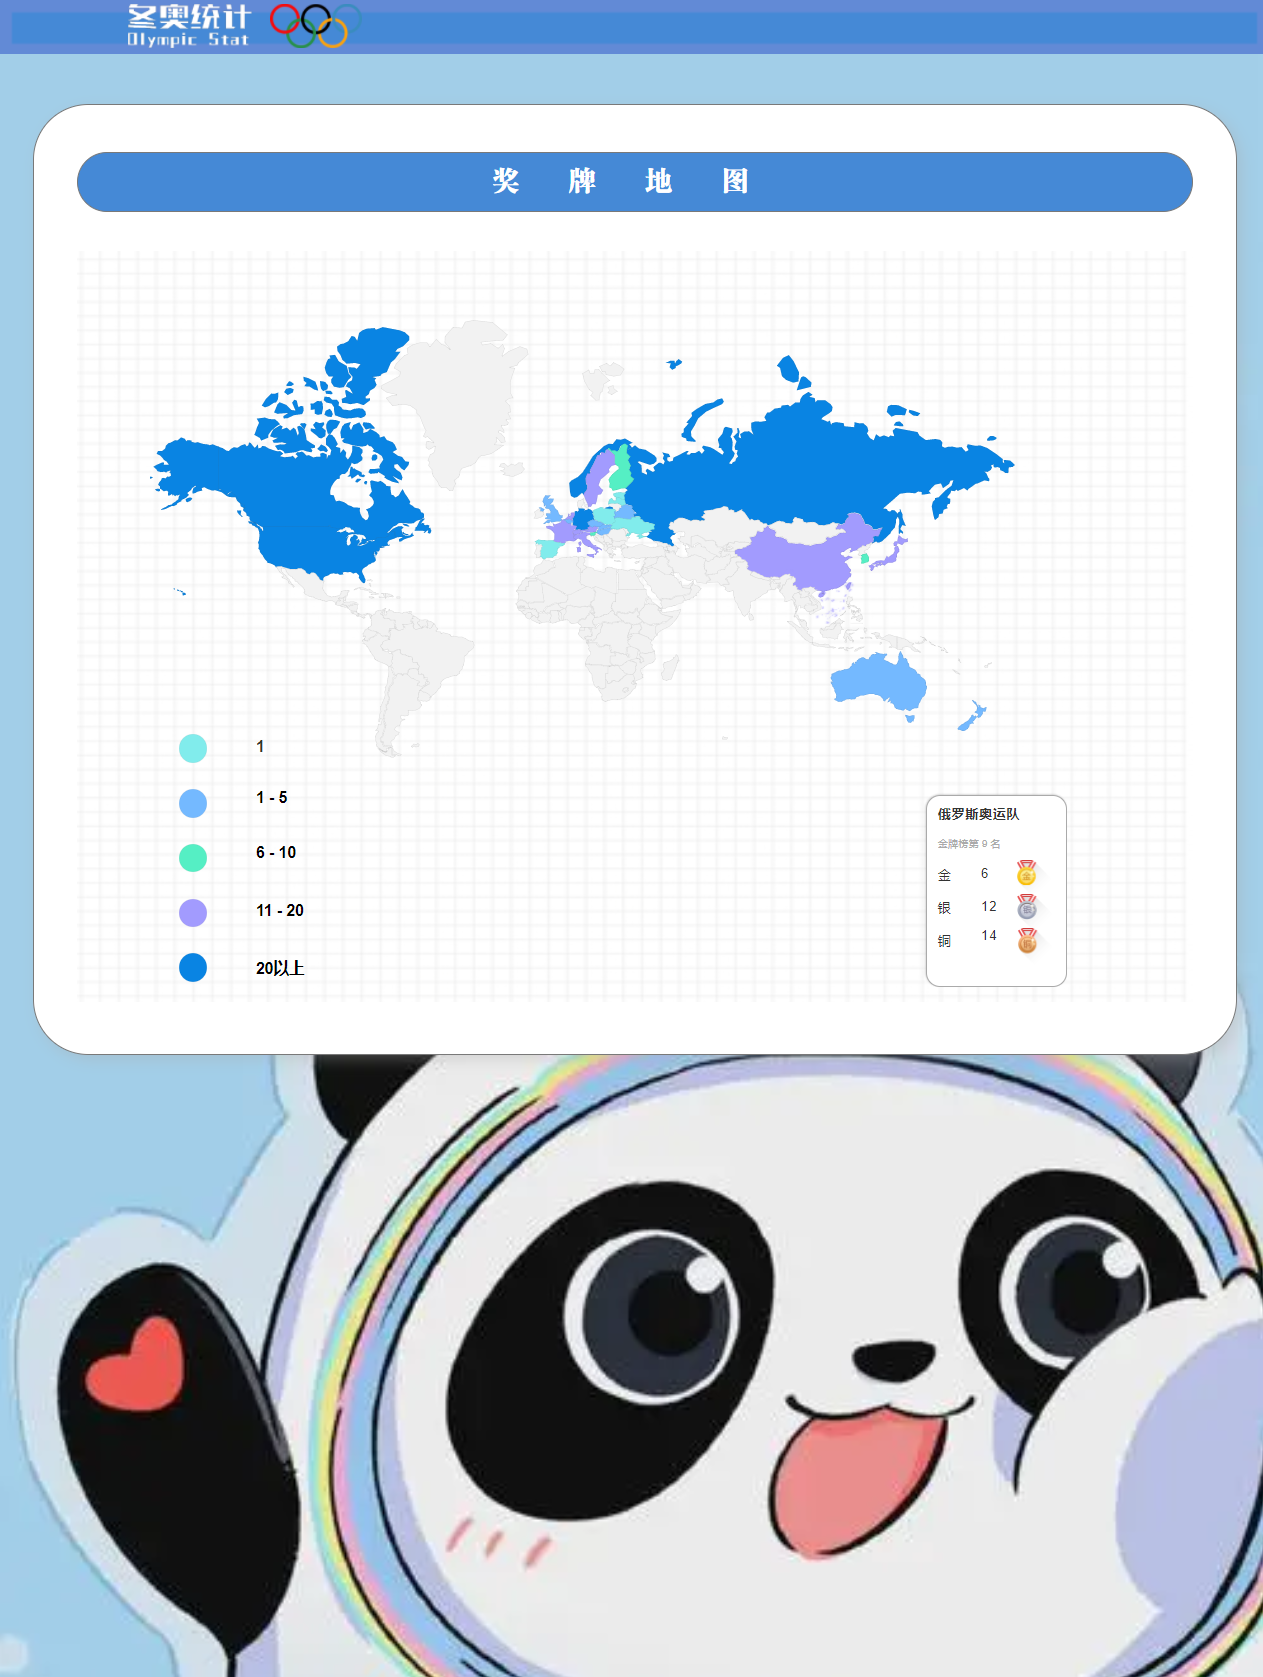 冬奥统计
Olympic Stat
奖牌地图
1
1 - 5
6 - 10
11 - 20
20以上
俄罗斯奥运队
金牌榜第 9 名
金 6 金
银 12 银
铜 14 铜